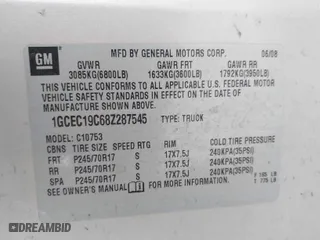 GM
MFD BY GENERAL MOTORS CORP. 06/08
GVWR GAWR FRT GAWR RR
3085KG(6800LB) 1633KG(3600LB) 1792KG(3950LB)
THIS VEHICLE CONFORMS TO ALL APPLICABLE U.S. FEDERAL
MOTOR VEHICLE SAFETY STANDARDS IN EFFECT ON THE DATE
OF MANUFACTURE SHOWN ABOVE.
1GCEC19C68Z287545 TYPE: TRUCK
MODEL: C10753
CBNS TIRE SIZE SPEED RTG RIM COLD TIRE PRESSURE
FRT P245/70R17 S 17X7.5J 240KPA(35PSI)
RR P245/70R17 S 17X7.5J 240KPA(35PSI)
SPA P245/70R17 S 17X7.5J 240KPA(35PSI)
SEE OWNER'S MANUAL FOR MORE INFORMATION.
AUTOBIDMASTER